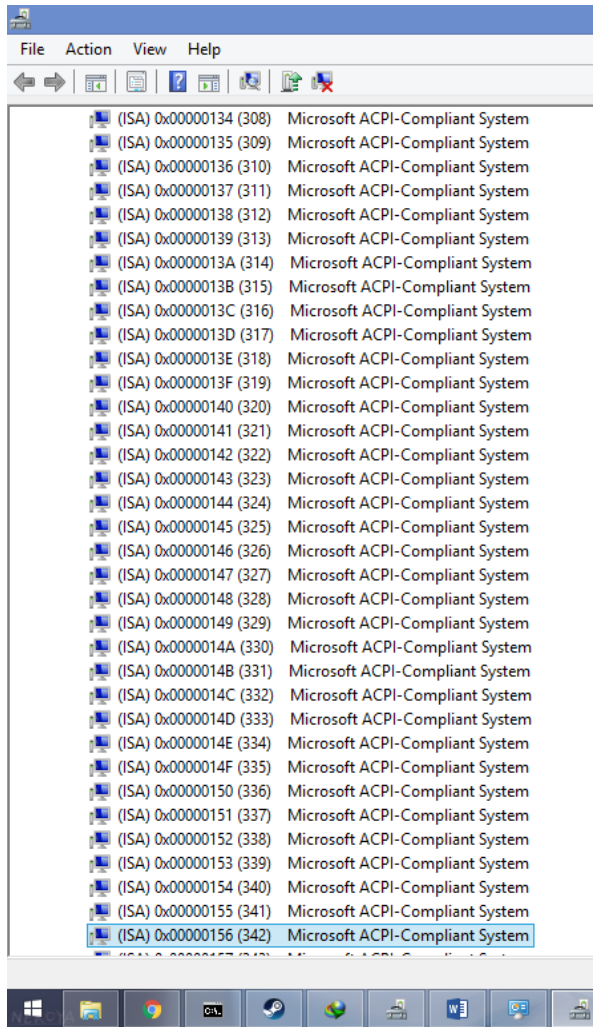 File Action View Help
(ISA) 0x00000134 (308) Microsoft ACPI-Compliant System
(ISA) 0x00000135 (309) Microsoft ACPI-Compliant System
(ISA) 0x00000136 (310) Microsoft ACPI-Compliant System
(ISA) 0x00000137 (311) Microsoft ACPI-Compliant System
(ISA) 0x00000138 (312) Microsoft ACPI-Compliant System
(ISA) 0x00000139 (313) Microsoft ACPI-Compliant System
(ISA) 0x0000013A (314) Microsoft ACPI-Compliant System
(ISA) 0x0000013B (315) Microsoft ACPI-Compliant System
(ISA) 0x0000013C (316) Microsoft ACPI-Compliant System
(ISA) 0x0000013D (317) Microsoft ACPI-Compliant System
(ISA) 0x0000013E (318) Microsoft ACPI-Compliant System
(ISA) 0x0000013F (319) Microsoft ACPI-Compliant System
(ISA) 0x00000140 (320) Microsoft ACPI-Compliant System
(ISA) 0x00000141 (321) Microsoft ACPI-Compliant System
(ISA) 0x00000142 (322) Microsoft ACPI-Compliant System
(ISA) 0x00000143 (323) Microsoft ACPI-Compliant System
(ISA) 0x00000144 (324) Microsoft ACPI-Compliant System
(ISA) 0x00000145 (325) Microsoft ACPI-Compliant System
(ISA) 0x00000146 (326) Microsoft ACPI-Compliant System
(ISA) 0x00000147 (327) Microsoft ACPI-Compliant System
(ISA) 0x00000148 (328) Microsoft ACPI-Compliant System
(ISA) 0x00000149 (329) Microsoft ACPI-Compliant System
(ISA) 0x0000014A (330) Microsoft ACPI-Compliant System
(ISA) 0x0000014B (331) Microsoft ACPI-Compliant System
(ISA) 0x0000014C (332) Microsoft ACPI-Compliant System
(ISA) 0x0000014D (333) Microsoft ACPI-Compliant System
(ISA) 0x0000014E (334) Microsoft ACPI-Compliant System
(ISA) 0x0000014F (335) Microsoft ACPI-Compliant System
(ISA) 0x00000150 (336) Microsoft ACPI-Compliant System
(ISA) 0x00000151 (337) Microsoft ACPI-Compliant System
(ISA) 0x00000152 (338) Microsoft ACPI-Compliant System
(ISA) 0x00000153 (339) Microsoft ACPI-Compliant System
(ISA) 0x00000154 (340) Microsoft ACPI-Compliant System
(ISA) 0x00000155 (341) Microsoft ACPI-Compliant System
(ISA) 0x00000156 (342) Microsoft ACPI-Compliant System